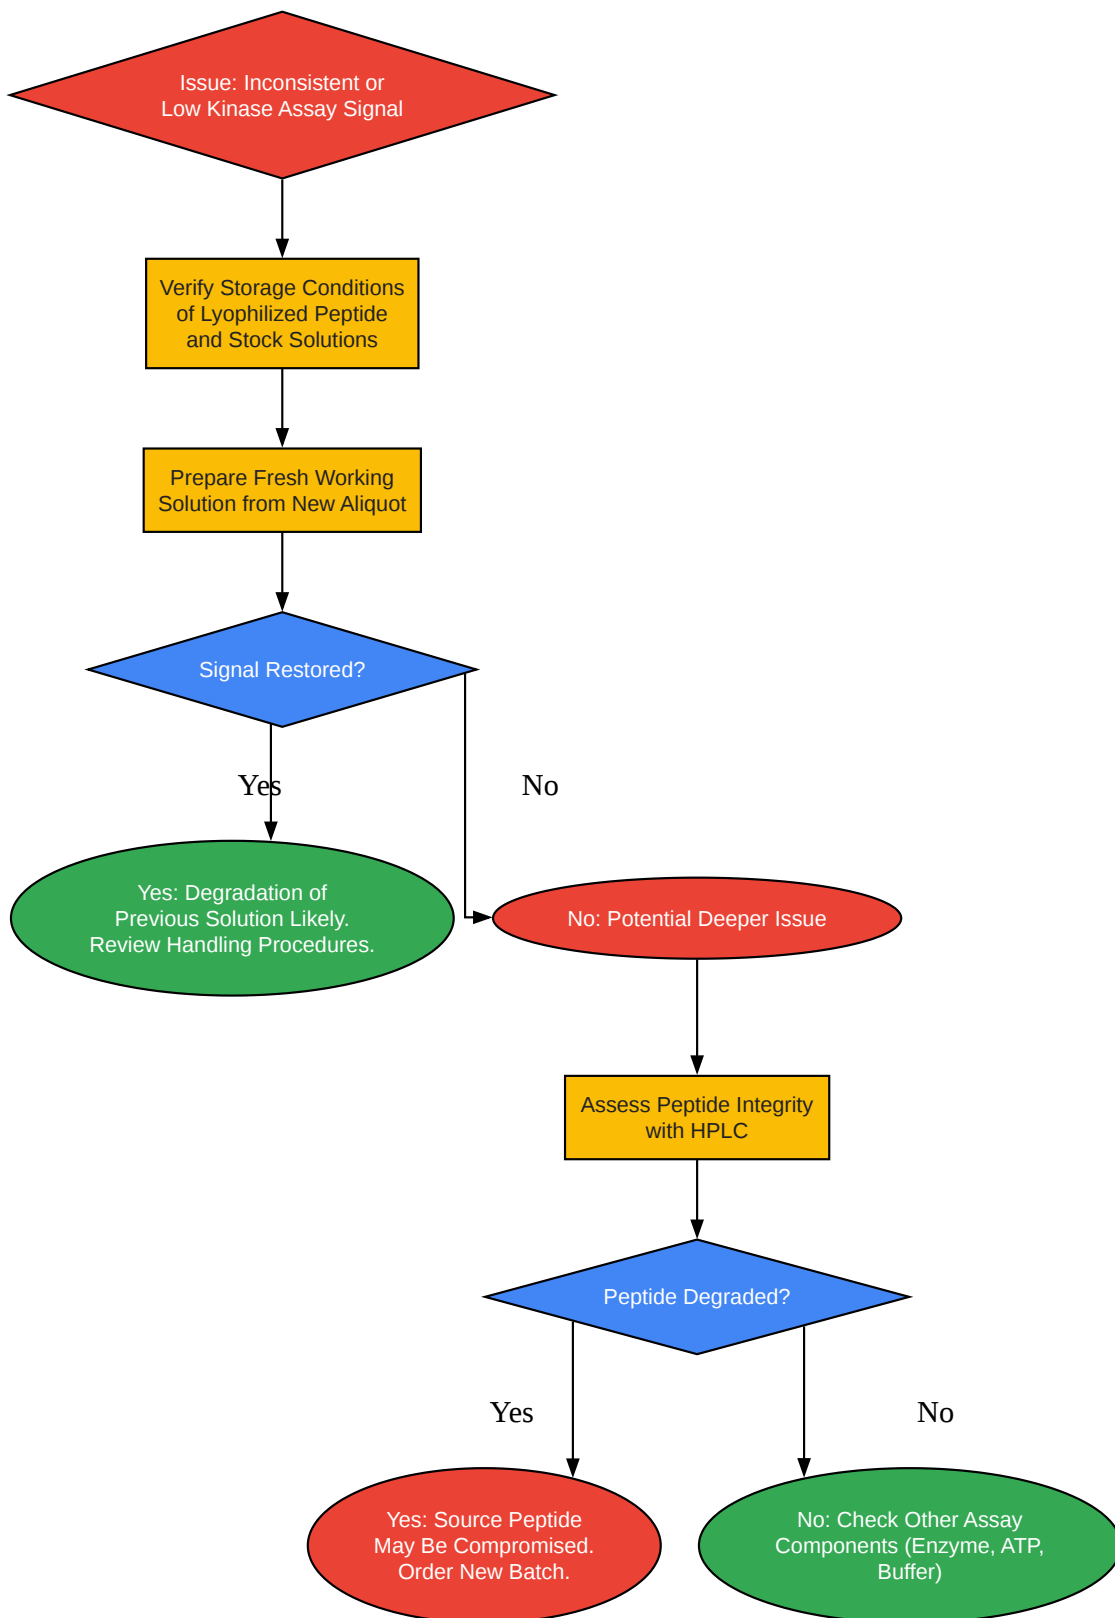 Issue: Inconsistent or
Low Kinase Assay Signal
Verify Storage Conditions
of Lyophilized Peptide
and Stock Solutions
Prepare Fresh Working
Solution from New Aliquot
Signal Restored?
Yes
No
Yes: Degradation of
Previous Solution Likely.
Review Handling Procedures.
No: Potential Deeper Issue
Assess Peptide Integrity
with HPLC
Peptide Degraded?
Yes
No
Yes: Source Peptide
May Be Compromised.
Order New Batch.
No: Check Other Assay
Components (Enzyme, ATP,
Buffer)